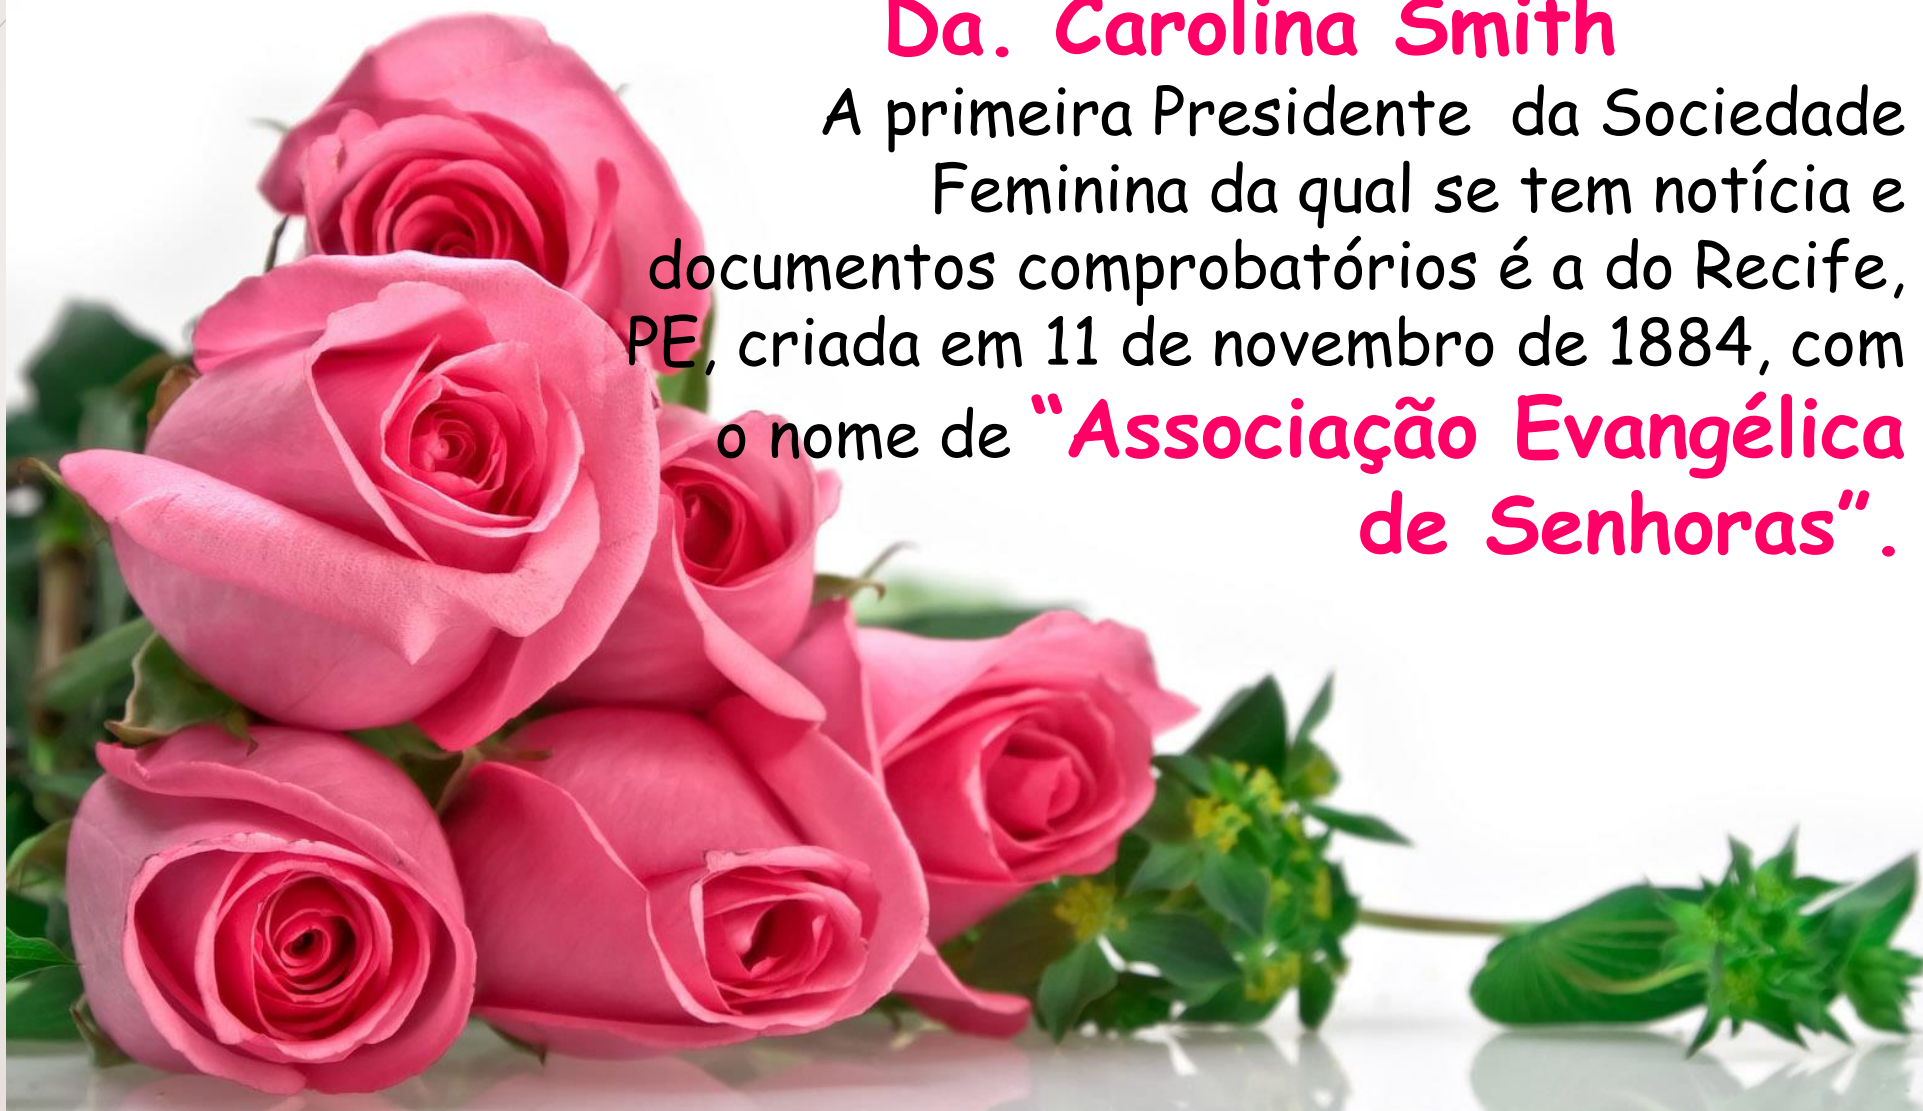 Da. Carolina Smith
A primeira Presidente da Sociedade
Feminina da qual se tem notícia e
documentos comprobatórios é a do Recife,
PE, criada em 11 de novembro de 1884, com
o nome de “Associação Evangélica
de Senhoras”.